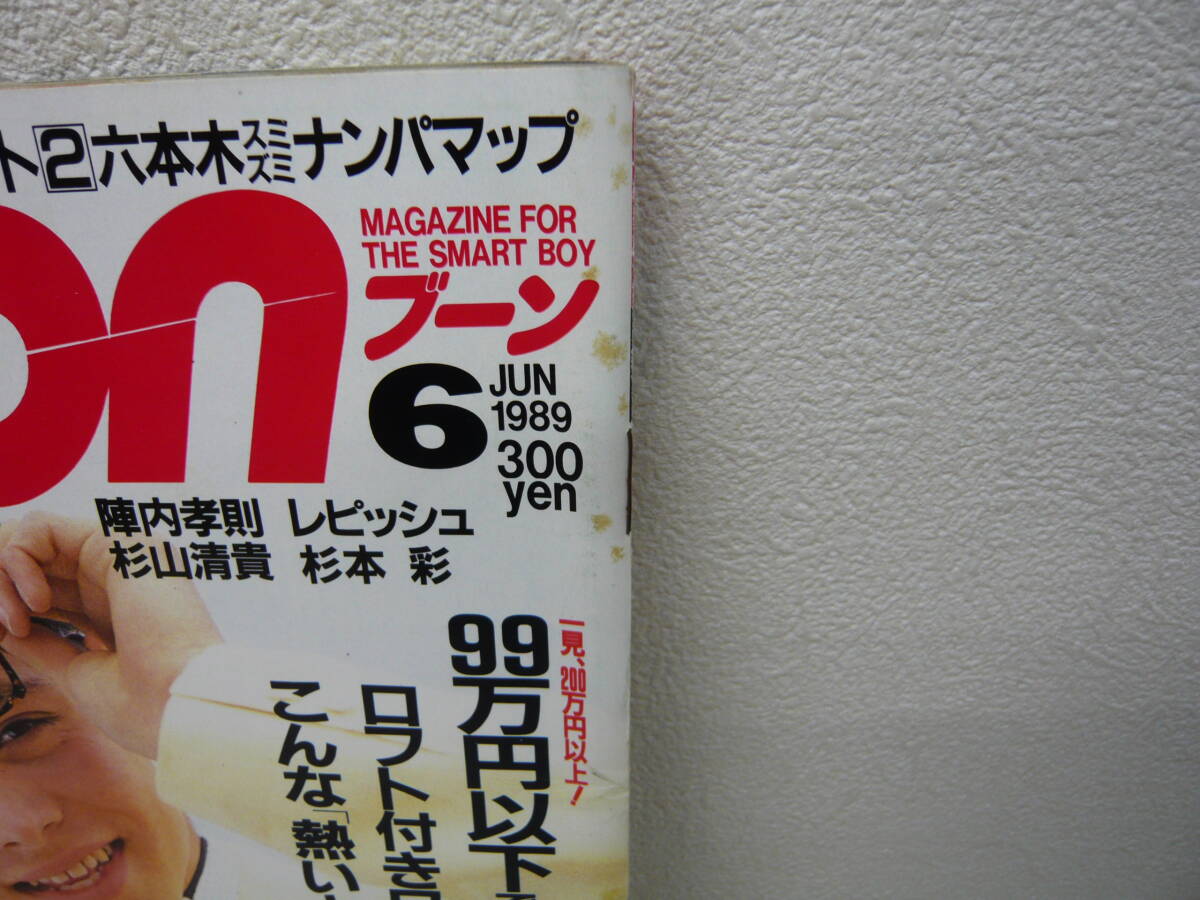 ト2六本木スミズミナンパマップ
on
MAGAZINE FOR
THE SMART BOY
ブーン
6
JUN
1989
300
yen
陣内孝則 レピッシュ
杉山清貴 杉本 彩
一見、200万円以上!
99万円以下
ロフト付き
こんな「熱い